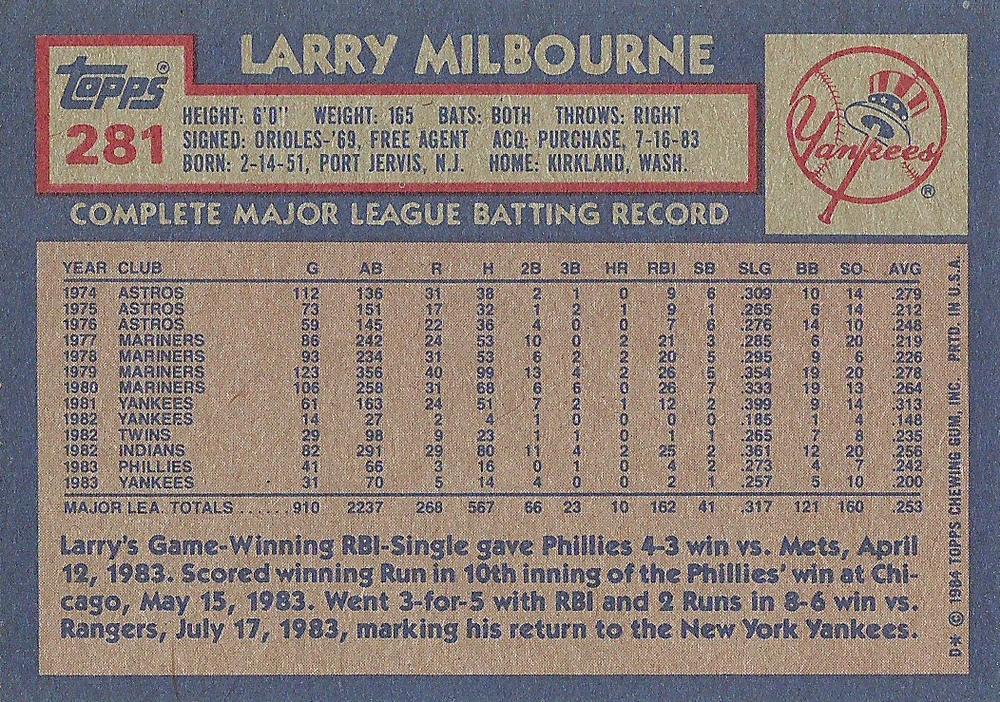 LARRY MILBOURNE
Topps®
281
HEIGHT: 6'0" WEIGHT: 165 BATS: BOTH THROWS: RIGHT
SIGNED: ORIOLES-'69, FREE AGENT ACQ: PURCHASE, 7-16-83
BORN: 2-14-51, PORT JERVIS, N.J. HOME: KIRKLAND, WASH.
Yankees ®
COMPLETE MAJOR LEAGUE BATTING RECORD
YEAR CLUB G AB R H 2B 3B HR RBI SB SLG BB SO AVG
1974 ASTROS 112 136 31 38 2 1 0 9 6 .309 10 14 .279
1975 ASTROS 73 151 17 32 1 2 1 9 1 .265 6 14 .212
1976 ASTROS 59 145 22 36 4 0 0 7 6 .276 14 10 .248
1977 MARINERS 86 242 24 53 10 0 2 21 3 .285 6 20 .219
1978 MARINERS 93 234 31 53 6 2 2 20 5 .295 9 6 .226
1979 MARINERS 123 356 40 99 13 4 2 26 5 .354 19 20 .278
1980 MARINERS 106 258 31 68 6 6 0 26 7 .333 19 13 .264
1981 YANKEES 61 163 24 51 7 2 1 12 2 .399 9 14 .313
1982 YANKEES 14 27 2 4 1 0 0 0 0 .185 1 4 .148
1982 TWINS 29 98 9 23 1 1 0 1 1 .265 7 8 .235
1982 INDIANS 82 291 29 80 11 4 2 25 2 .361 12 20 .256
1983 PHILLIES 41 66 3 16 0 1 0 4 2 .273 4 7 .242
1983 YANKEES 31 70 5 14 4 0 0 2 1 .257 5 10 .200
MAJOR LEA. TOTALS ...... 910 2237 268 567 66 23 10 162 41 .317 121 160 .253
Larry's Game-Winning RBI-Single gave Phillies 4-3 win vs. Mets, April
12, 1983. Scored winning Run in 10th inning of the Phillies' win at Chi-
cago, May 15, 1983. Went 3-for-5 with RBI and 2 Runs in 8-6 win vs.
Rangers, July 17, 1983, marking his return to the New York Yankees.
D* © 1984 TOPPS CHEWING GUM, INC. PRTD. IN U.S.A.